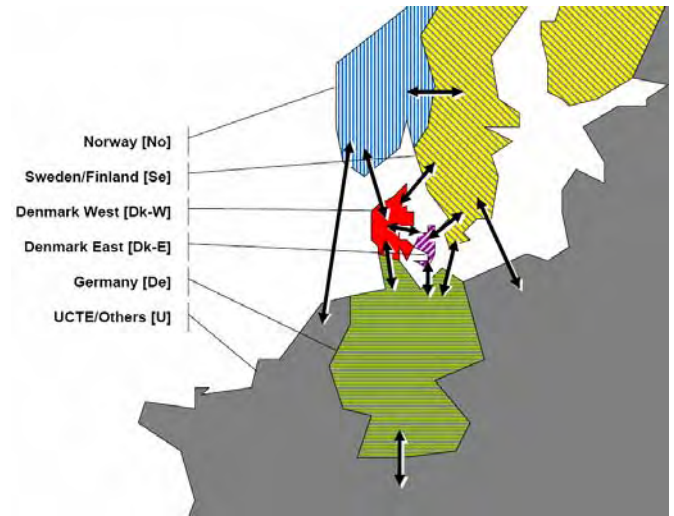 Norway [No]
Sweden/Finland [Se]
Denmark West [Dk-W]
Denmark East [Dk-E]
Germany [De]
UCTE/Others [U]